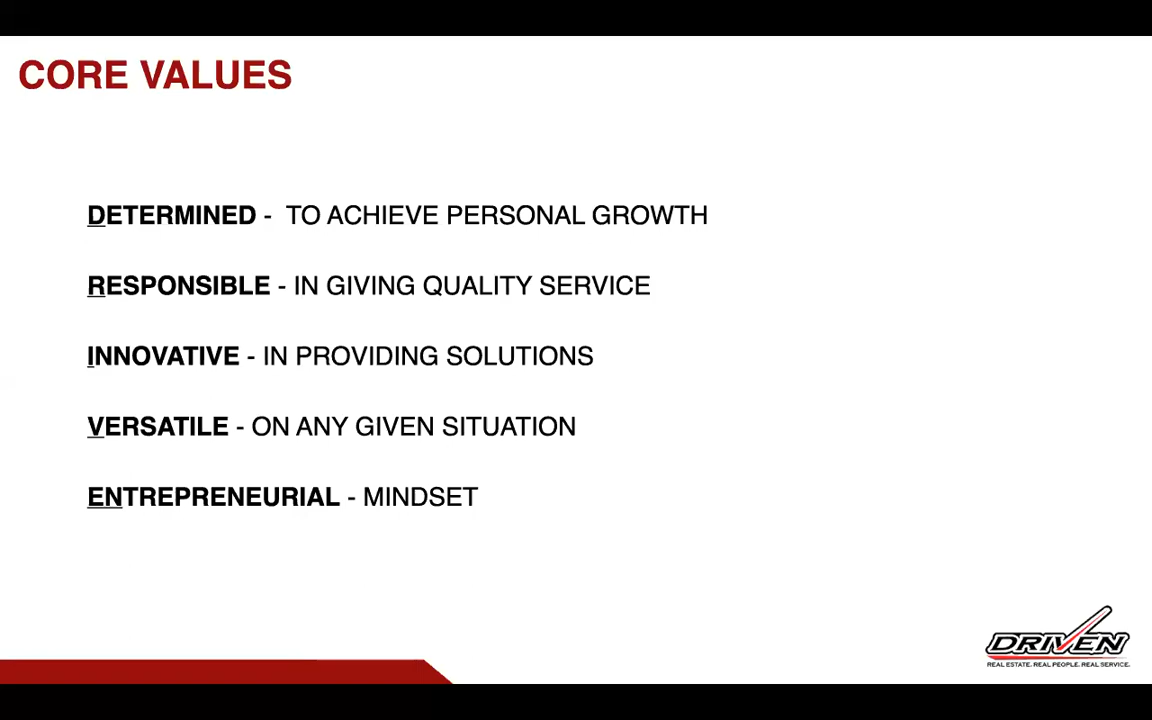 CORE VALUES
DETERMINED - TO ACHIEVE PERSONAL GROWTH
RESPONSIBLE - IN GIVING QUALITY SERVICE
INNOVATIVE - IN PROVIDING SOLUTIONS
VERSATILE - ON ANY GIVEN SITUATION
ENTREPRENEURIAL - MINDSET
DRIVEN
REAL ESTATE. REAL PEOPLE. REAL SERVICE.